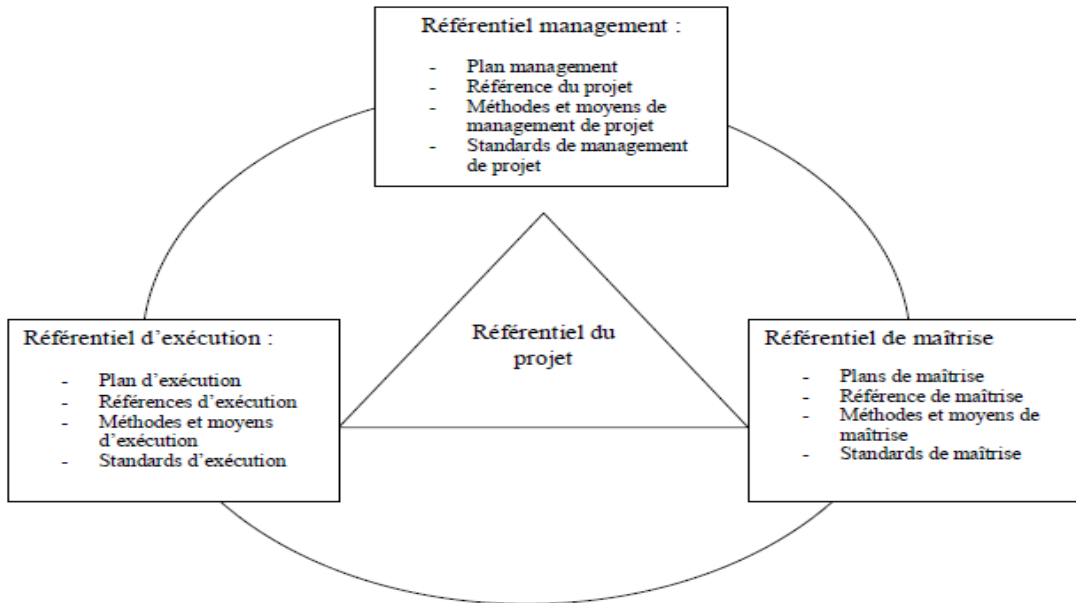 Référentiel management :
- Plan management
- Référence du projet
- Méthodes et moyens de
management de projet
- Standards de management
de projet
Référentiel du
projet
Référentiel d'exécution :
- Plan d'exécution
- Références d'exécution
- Méthodes et moyens
d'exécution
- Standards d'exécution
Référentiel de maîtrise
- Plans de maîtrise
- Référence de maîtrise
- Méthodes et moyens de
maîtrise
- Standards de maîtrise